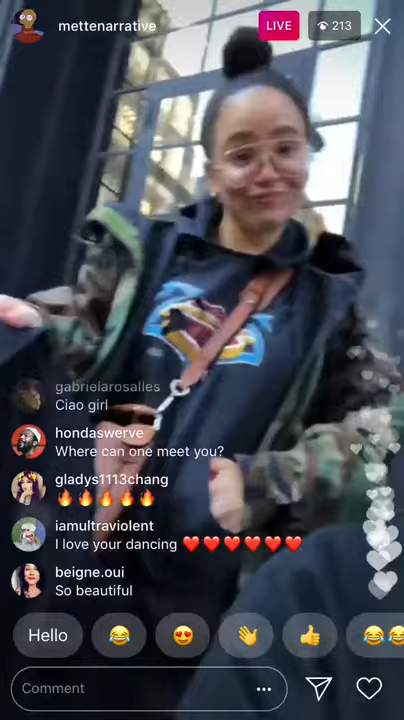 mettenarrative
LIVE
213
gabrielarosalles
Ciao girl
hondaswerve
Where can one meet you?
gladys1113chang
🔥🔥🔥🔥🔥
iamultraviolent
I love your dancing ❤️❤️❤️❤️❤️❤️
beigne.oui
So beautiful
Hello 😂 😍 👋 👍 😂😂
Comment